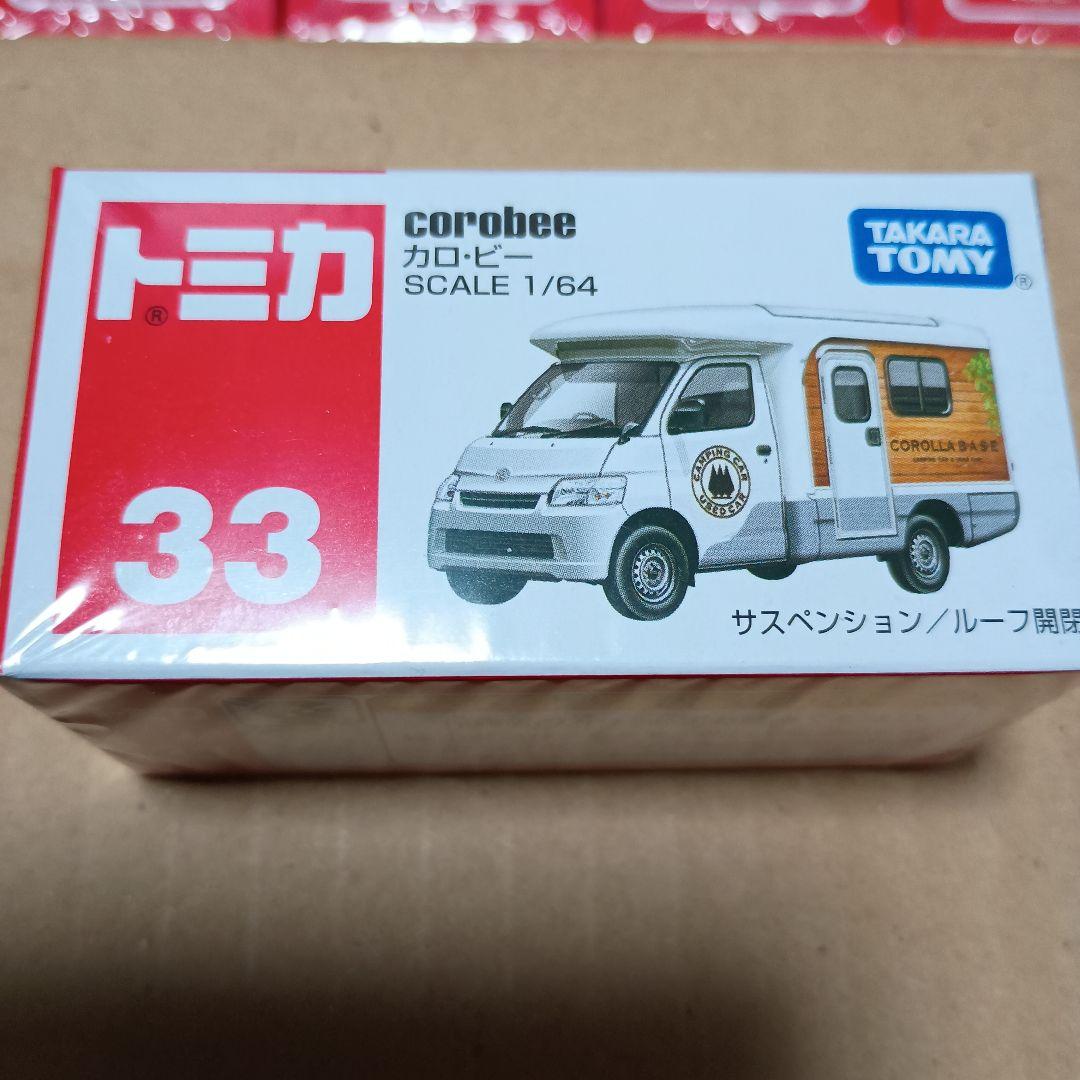 トミカ
®
33
corobee
カロ・ビー
SCALE 1/64
TAKARA
TOMY
®
CAMPING CAR
USED CAR
COROLLA BASE
サスペンション/ルーフ開閉